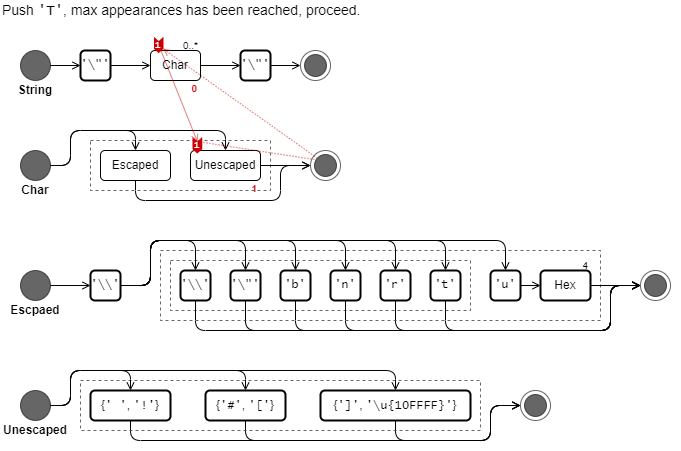 Push 'T', max appearances has been reached, proceed.
1 0..*
'\"' Char '\"'
String 0
1
Escaped Unescaped
Char 1
4
'\\' '\\' '\"' 'b' 'n' 'r' 't' 'u' Hex
Escpaed
{' ','!'} {'#','['} {']','\u{10FFFF}'}
Unescaped